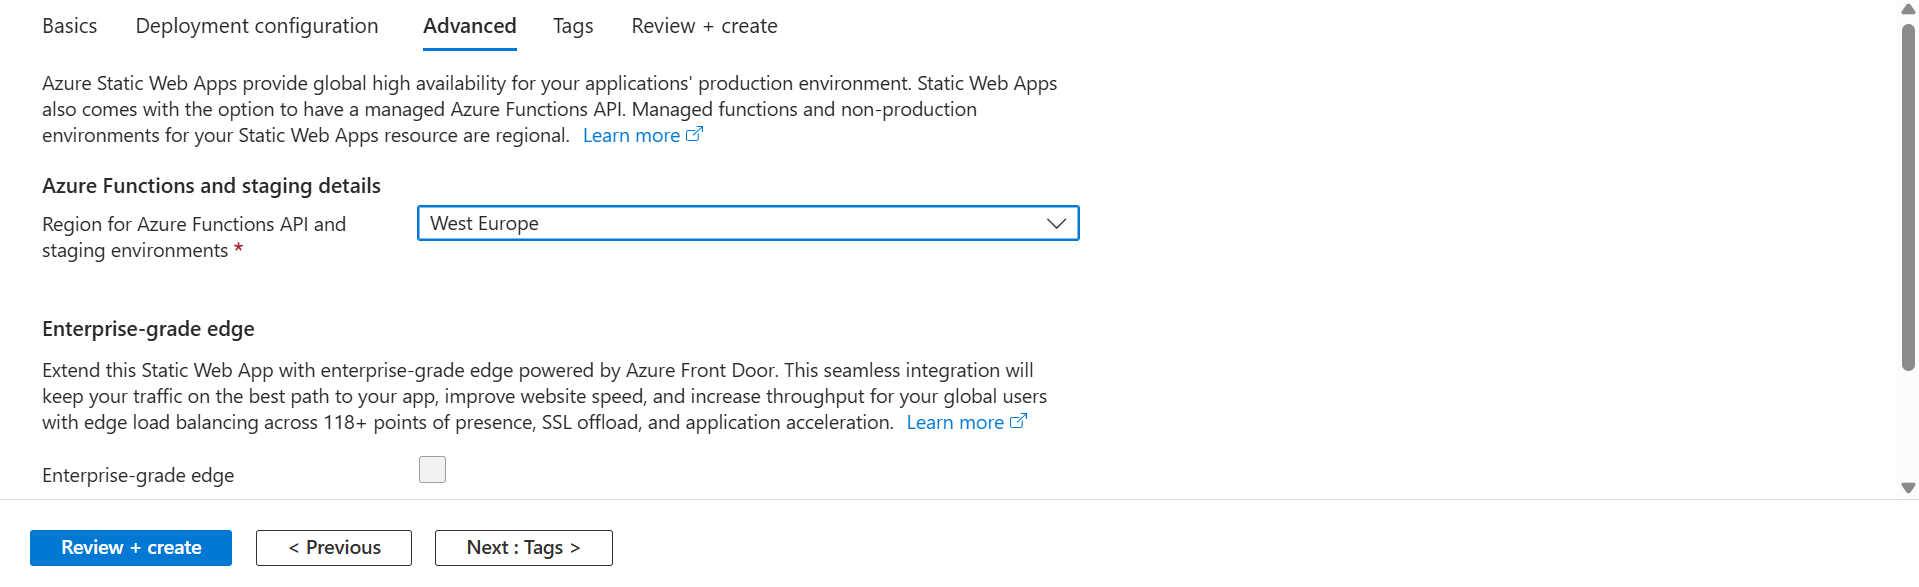 Basics Deployment configuration Advanced Tags Review + create
Azure Static Web Apps provide global high availability for your applications' production environment. Static Web Apps
also comes with the option to have a managed Azure Functions API. Managed functions and non-production
environments for your Static Web Apps resource are regional. Learn more
Azure Functions and staging details
Region for Azure Functions API and
staging environments *
West Europe
Enterprise-grade edge
Extend this Static Web App with enterprise-grade edge powered by Azure Front Door. This seamless integration will
keep your traffic on the best path to your app, improve website speed, and increase throughput for your global users
with edge load balancing across 118+ points of presence, SSL offload, and application acceleration. Learn more
Enterprise-grade edge
Review + create < Previous Next : Tags >